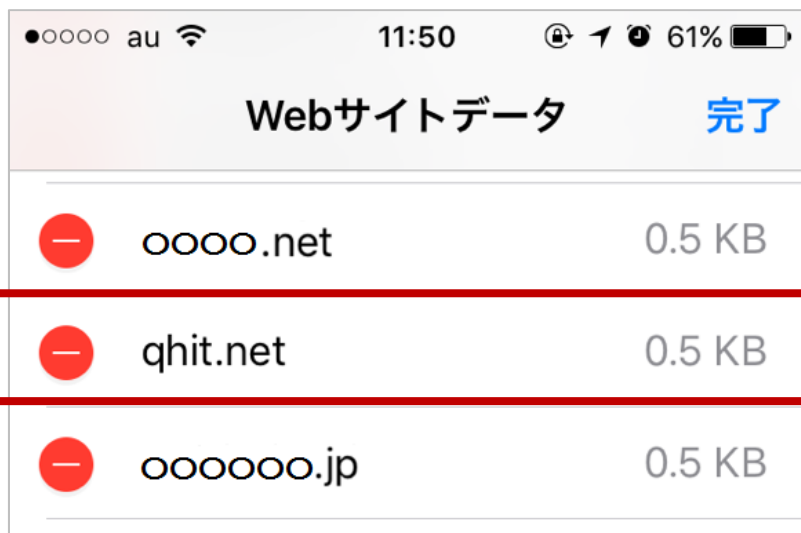 au 11:50 61%
Webサイトデータ 完了
oooo.net 0.5 KB
qhit.net 0.5 KB
oooooo.jp 0.5 KB